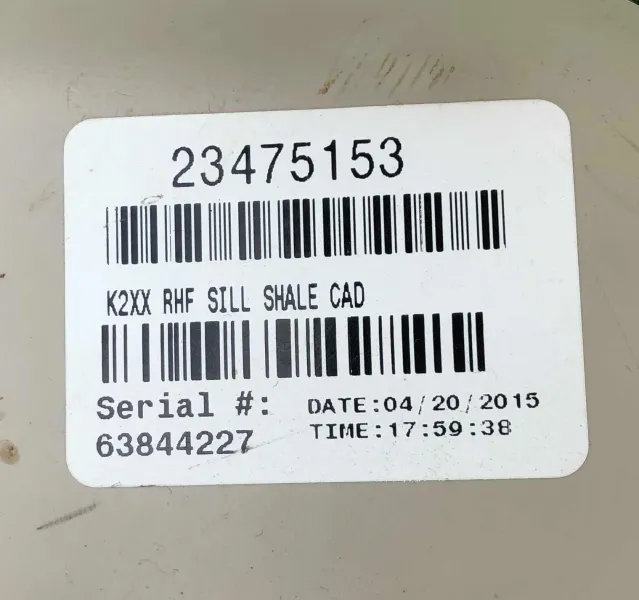 23475153
K2XX RHF SILL SHALE CAD
Serial #:
63844227
DATE:04/20/2015
TIME:17:59:38